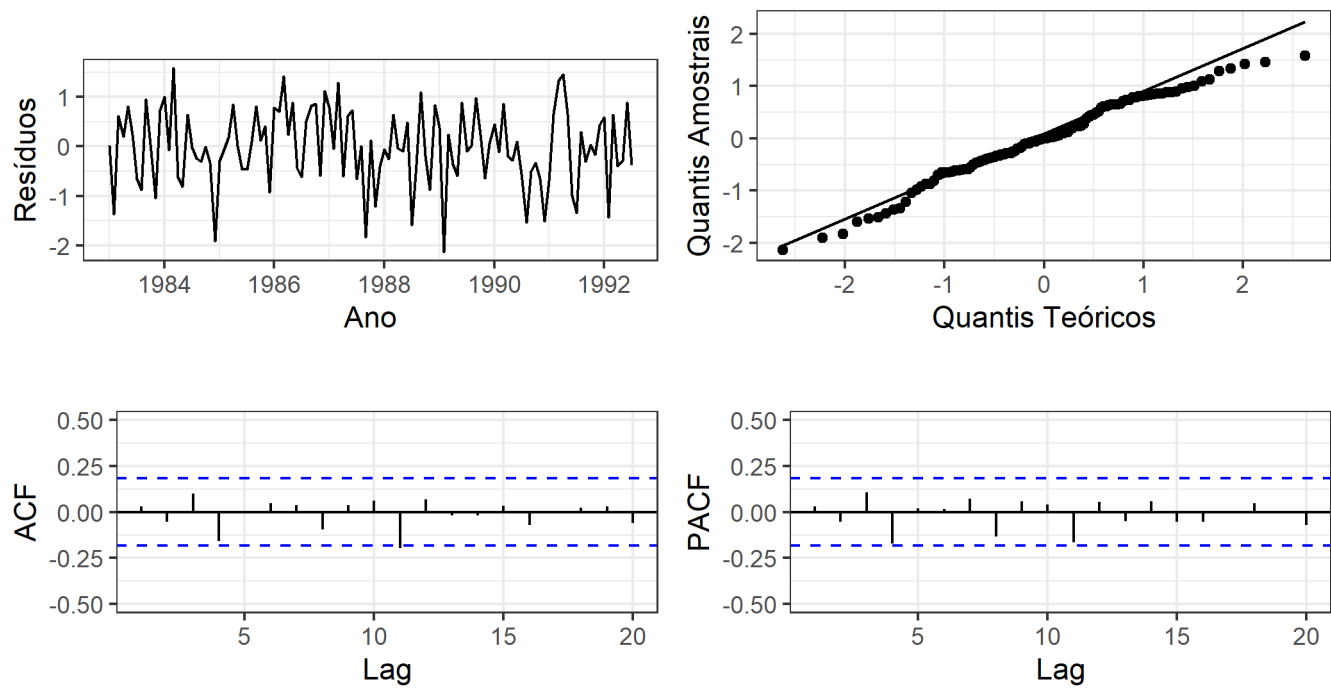 Resíduos
1
0
-1
-2
1984 1986 1988 1990 1992
Ano
Quantis Amostrais
2
1
0
-1
-2
-2 -1 0 1 2
Quantis Teóricos
ACF
0.50
0.25
0.00
-0.25
-0.50
5 10 15 20
Lag
PACF
0.50
0.25
0.00
-0.25
-0.50
5 10 15 20
Lag